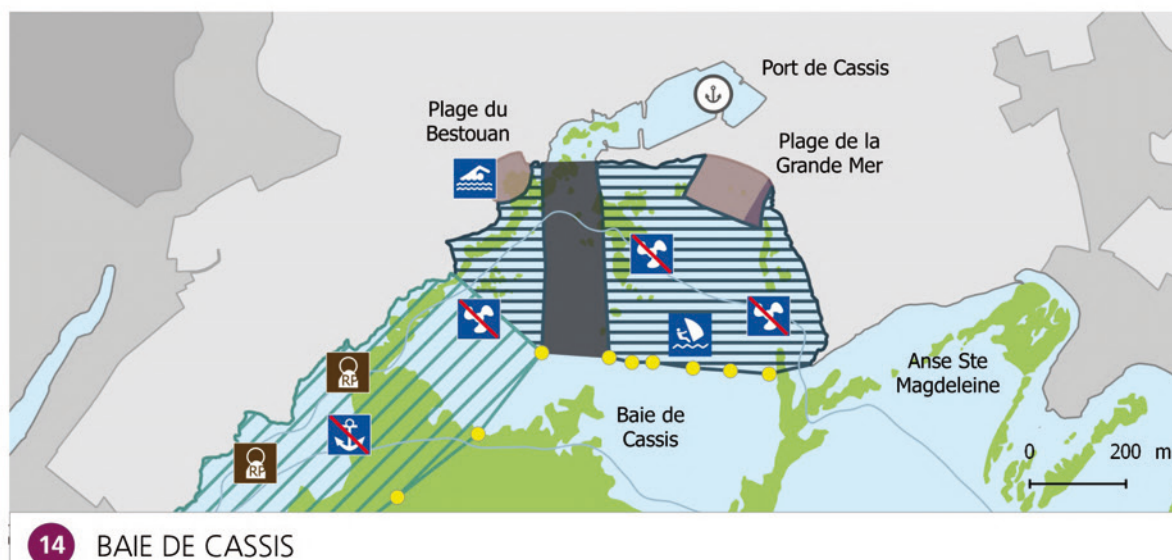 Port de Cassis
Plage du
Bestouan
Plage de la
Grande Mer
Anse Ste
Magdeleine
RP
Baie de
Cassis
RP
0 200 m
14 BAIE DE CASSIS